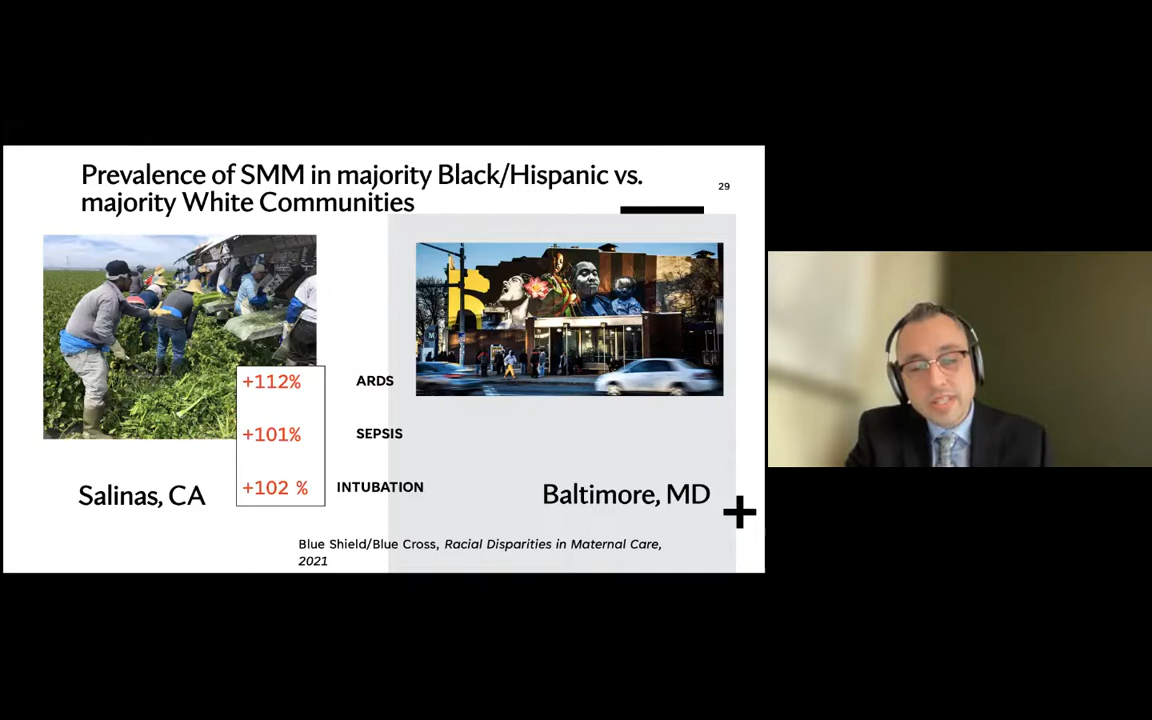 Prevalence of SMM in majority Black/Hispanic vs.
majority White Communities
29
+112%
ARDS
+101%
SEPSIS
+102 %
INTUBATION
Salinas, CA
Baltimore, MD
Blue Shield/Blue Cross, Racial Disparities in Maternal Care,
2021